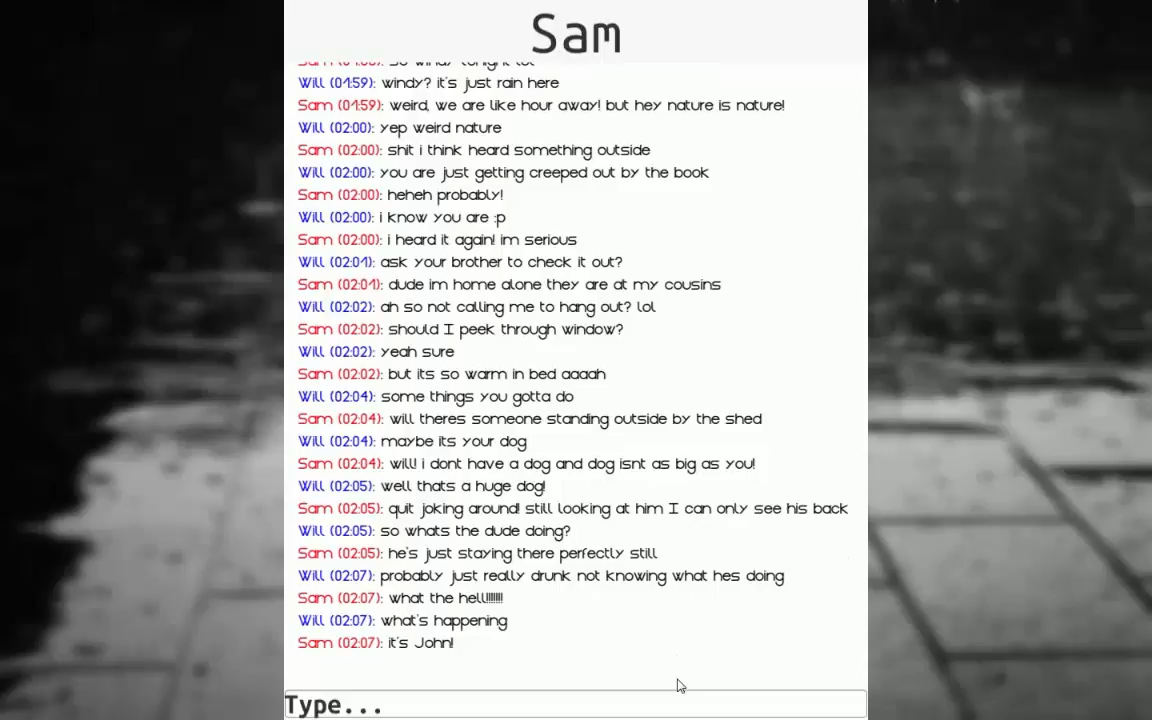 Sam
Will (01:59): windy? it's just rain here
Sam (01:59): weird, we are like hour away! but hey nature is nature!
Will (02:00): yep weird nature
Sam (02:00): shit i think heard something outside
Will (02:00): you are just getting creeped out by the book
Sam (02:00): heheh probably!
Will (02:00): i know you are :p
Sam (02:00): i heard it again! im serious
Will (02:01): ask your brother to check it out?
Sam (02:01): dude im home alone they are at my cousins
Will (02:02): ah so not calling me to hang out? lol
Sam (02:02): should I peek through window?
Will (02:02): yeah sure
Sam (02:02): but its so warm in bed aaaah
Will (02:04): some things you gotta do
Sam (02:04): will theres someone standing outside by the shed
Will (02:04): maybe its your dog
Sam (02:04): will! i dont have a dog and dog isnt as big as you!
Will (02:05): well thats a huge dog!
Sam (02:05): quit joking around! still looking at him I can only see his back
Will (02:05): so whats the dude doing?
Sam (02:05): he's just staying there perfectly still
Will (02:07): probably just really drunk not knowing what hes doing
Sam (02:07): what the hell!!!!!!!
Will (02:07): what's happening
Sam (02:07): it's John!
Type...